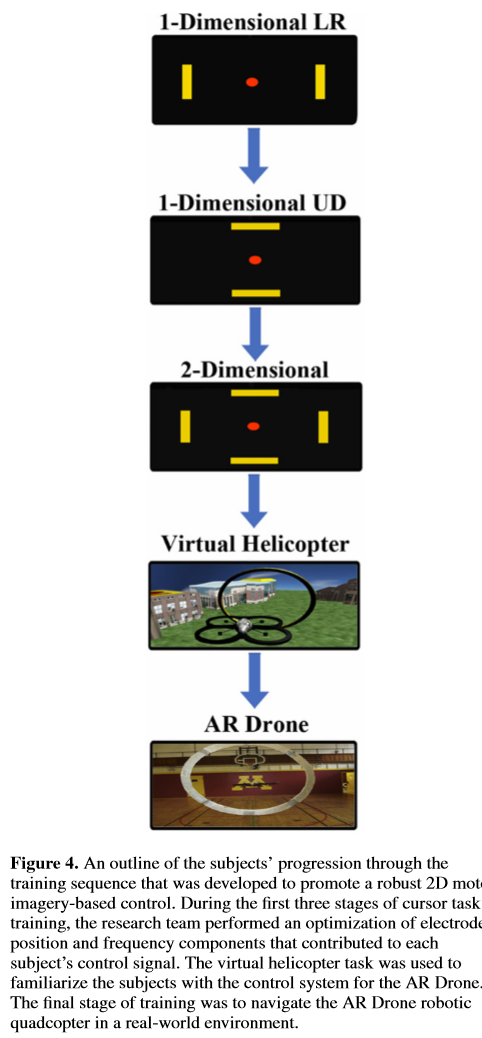 1-Dimensional LR
1-Dimensional UD
2-Dimensional
Virtual Helicopter
AR Drone
Figure 4. An outline of the subjects’ progression through the
training sequence that was developed to promote a robust 2D mot
imagery-based control. During the first three stages of cursor task
training, the research team performed an optimization of electrode
position and frequency components that contributed to each
subject’s control signal. The virtual helicopter task was used to
familiarize the subjects with the control system for the AR Drone.
The final stage of training was to navigate the AR Drone robotic
quadcopter in a real-world environment.